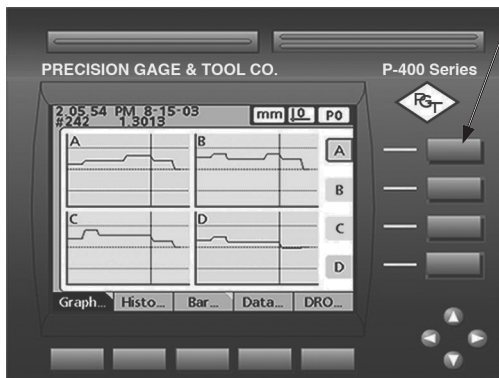 PRECISION GAGE & TOOL CO. P-400 Series
PGT
2 05 54 PM 8-15-03
#242 1.3013
mm 10 P0
A B A
B
C D C
D
Graph... Histo... Bar... Data... DRO...